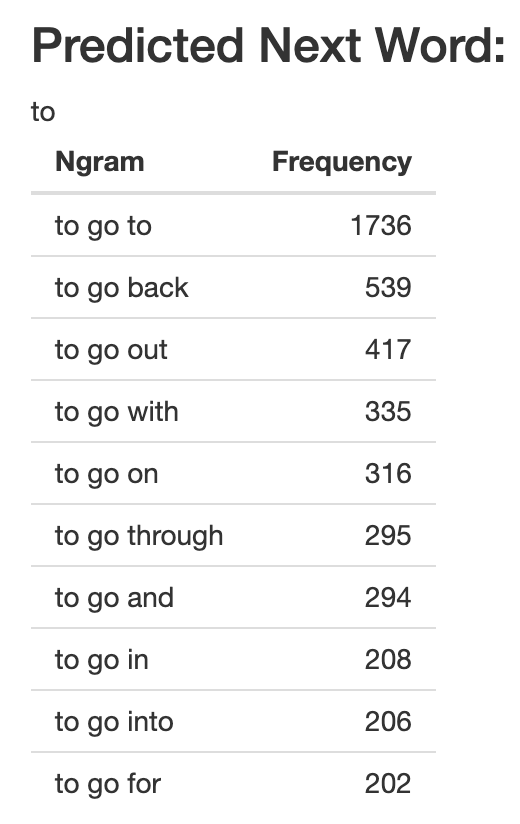 Predicted Next Word:
to
Ngram Frequency
to go to 1736
to go back 539
to go out 417
to go with 335
to go on 316
to go through 295
to go and 294
to go in 208
to go into 206
to go for 202